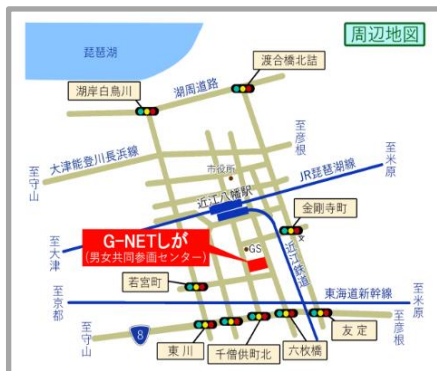 周辺地図
琵琶湖
渡合橋北詰
湖岸白鳥川
湖周道路
至彦根
至米原
大津能登川長浜線
至守山
市役所
JR琵琶湖線
近江八幡駅
金剛寺町
G-NETしが
(男女共同参画センター)
GS
至大津
近江鉄道
若宮町
至京都
東海道新幹線
至米原
8
至守山
東川
千僧供町北
六枚橋
友定
至彦根